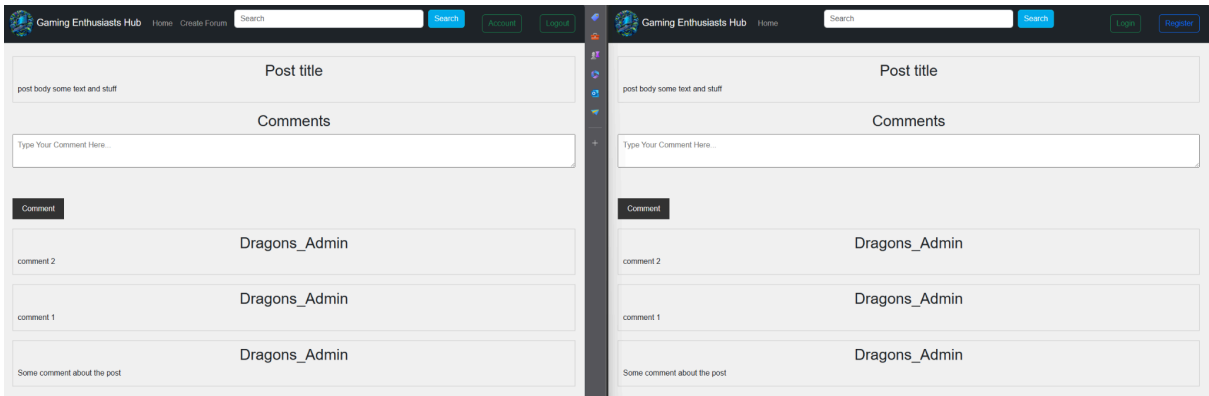 Gaming Enthusiasts Hub Home Create Forum Search Search Account Logout
Post title
post body some text and stuff
Comments
Type Your Comment Here...
Comment
Dragons_Admin
comment 2
Dragons_Admin
comment 1
Dragons_Admin
Some comment about the post
Gaming Enthusiasts Hub Home Search Search Login Register
Post title
post body some text and stuff
Comments
Type Your Comment Here...
Comment
Dragons_Admin
comment 2
Dragons_Admin
comment 1
Dragons_Admin
Some comment about the post